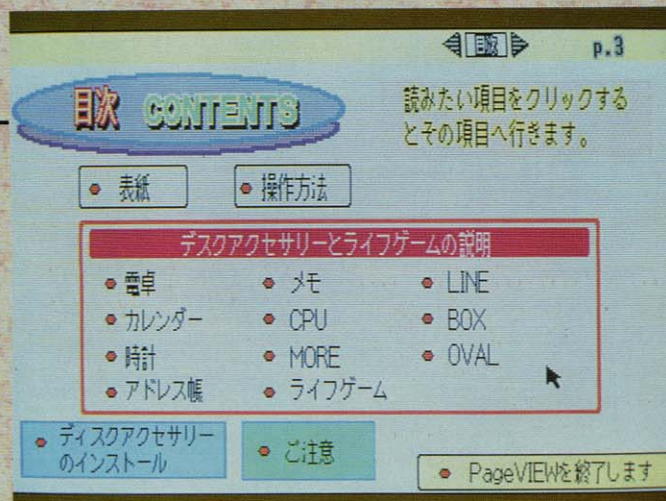 目次
p.3
目次 CONTENTS
読みたい項目をクリックする
とその項目へ行きます。
表紙
操作方法
デスクアクセサリーとライフゲームの説明
電卓
メモ
LINE
カレンダー
CPU
BOX
時計
MORE
OVAL
アドレス帳
ライフゲーム
ディスクアクセサリー
のインストール
ご注意
PageVIEWを終了します